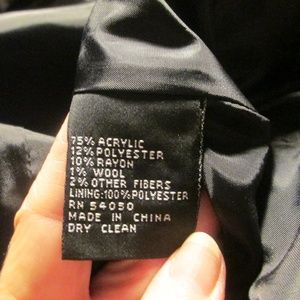 75% ACRYLIC
12% POLYESTER
10% RAYON
1% WOOL
2% OTHER FIBERS
LINING:100% POLYESTER
RN 54050
MADE IN CHINA
DRY CLEAN